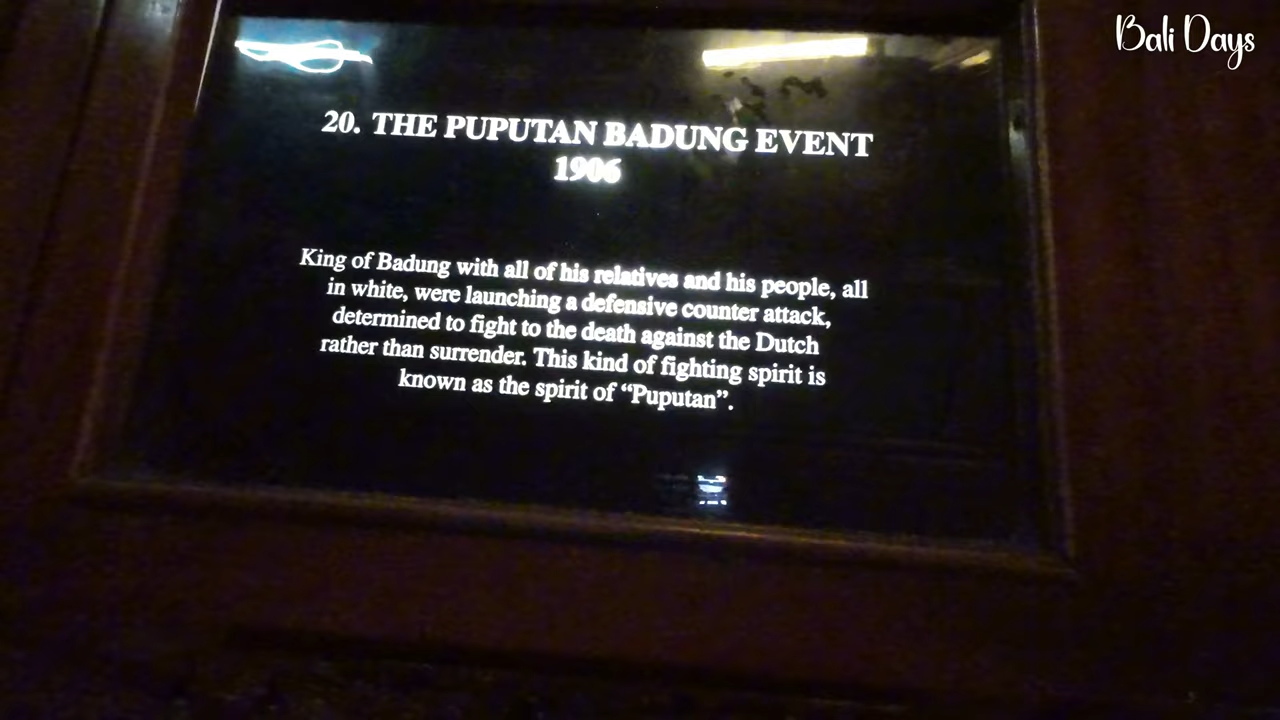 Bali Days
20. THE PUPUTAN BADUNG EVENT
1906
King of Badung with all of his relatives and his people, all
in white, were launching a defensive counter attack,
determined to fight to the death against the Dutch
rather than surrender. This kind of fighting spirit is
known as the spirit of “Puputan”.